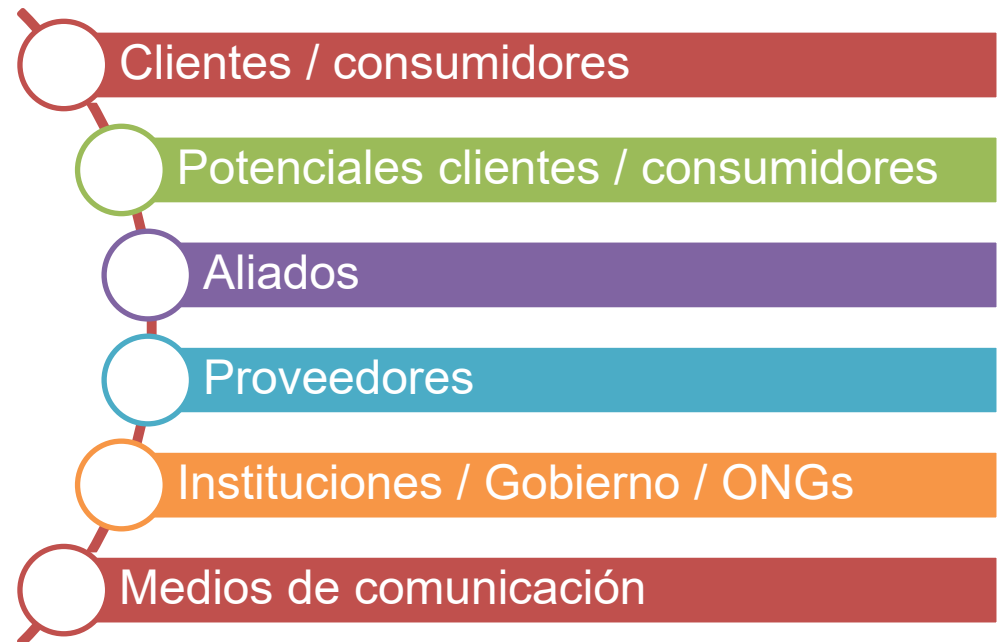 Clientes / consumidores
Potenciales clientes / consumidores
Aliados
Proveedores
Instituciones / Gobierno / ONGs
Medios de comunicación